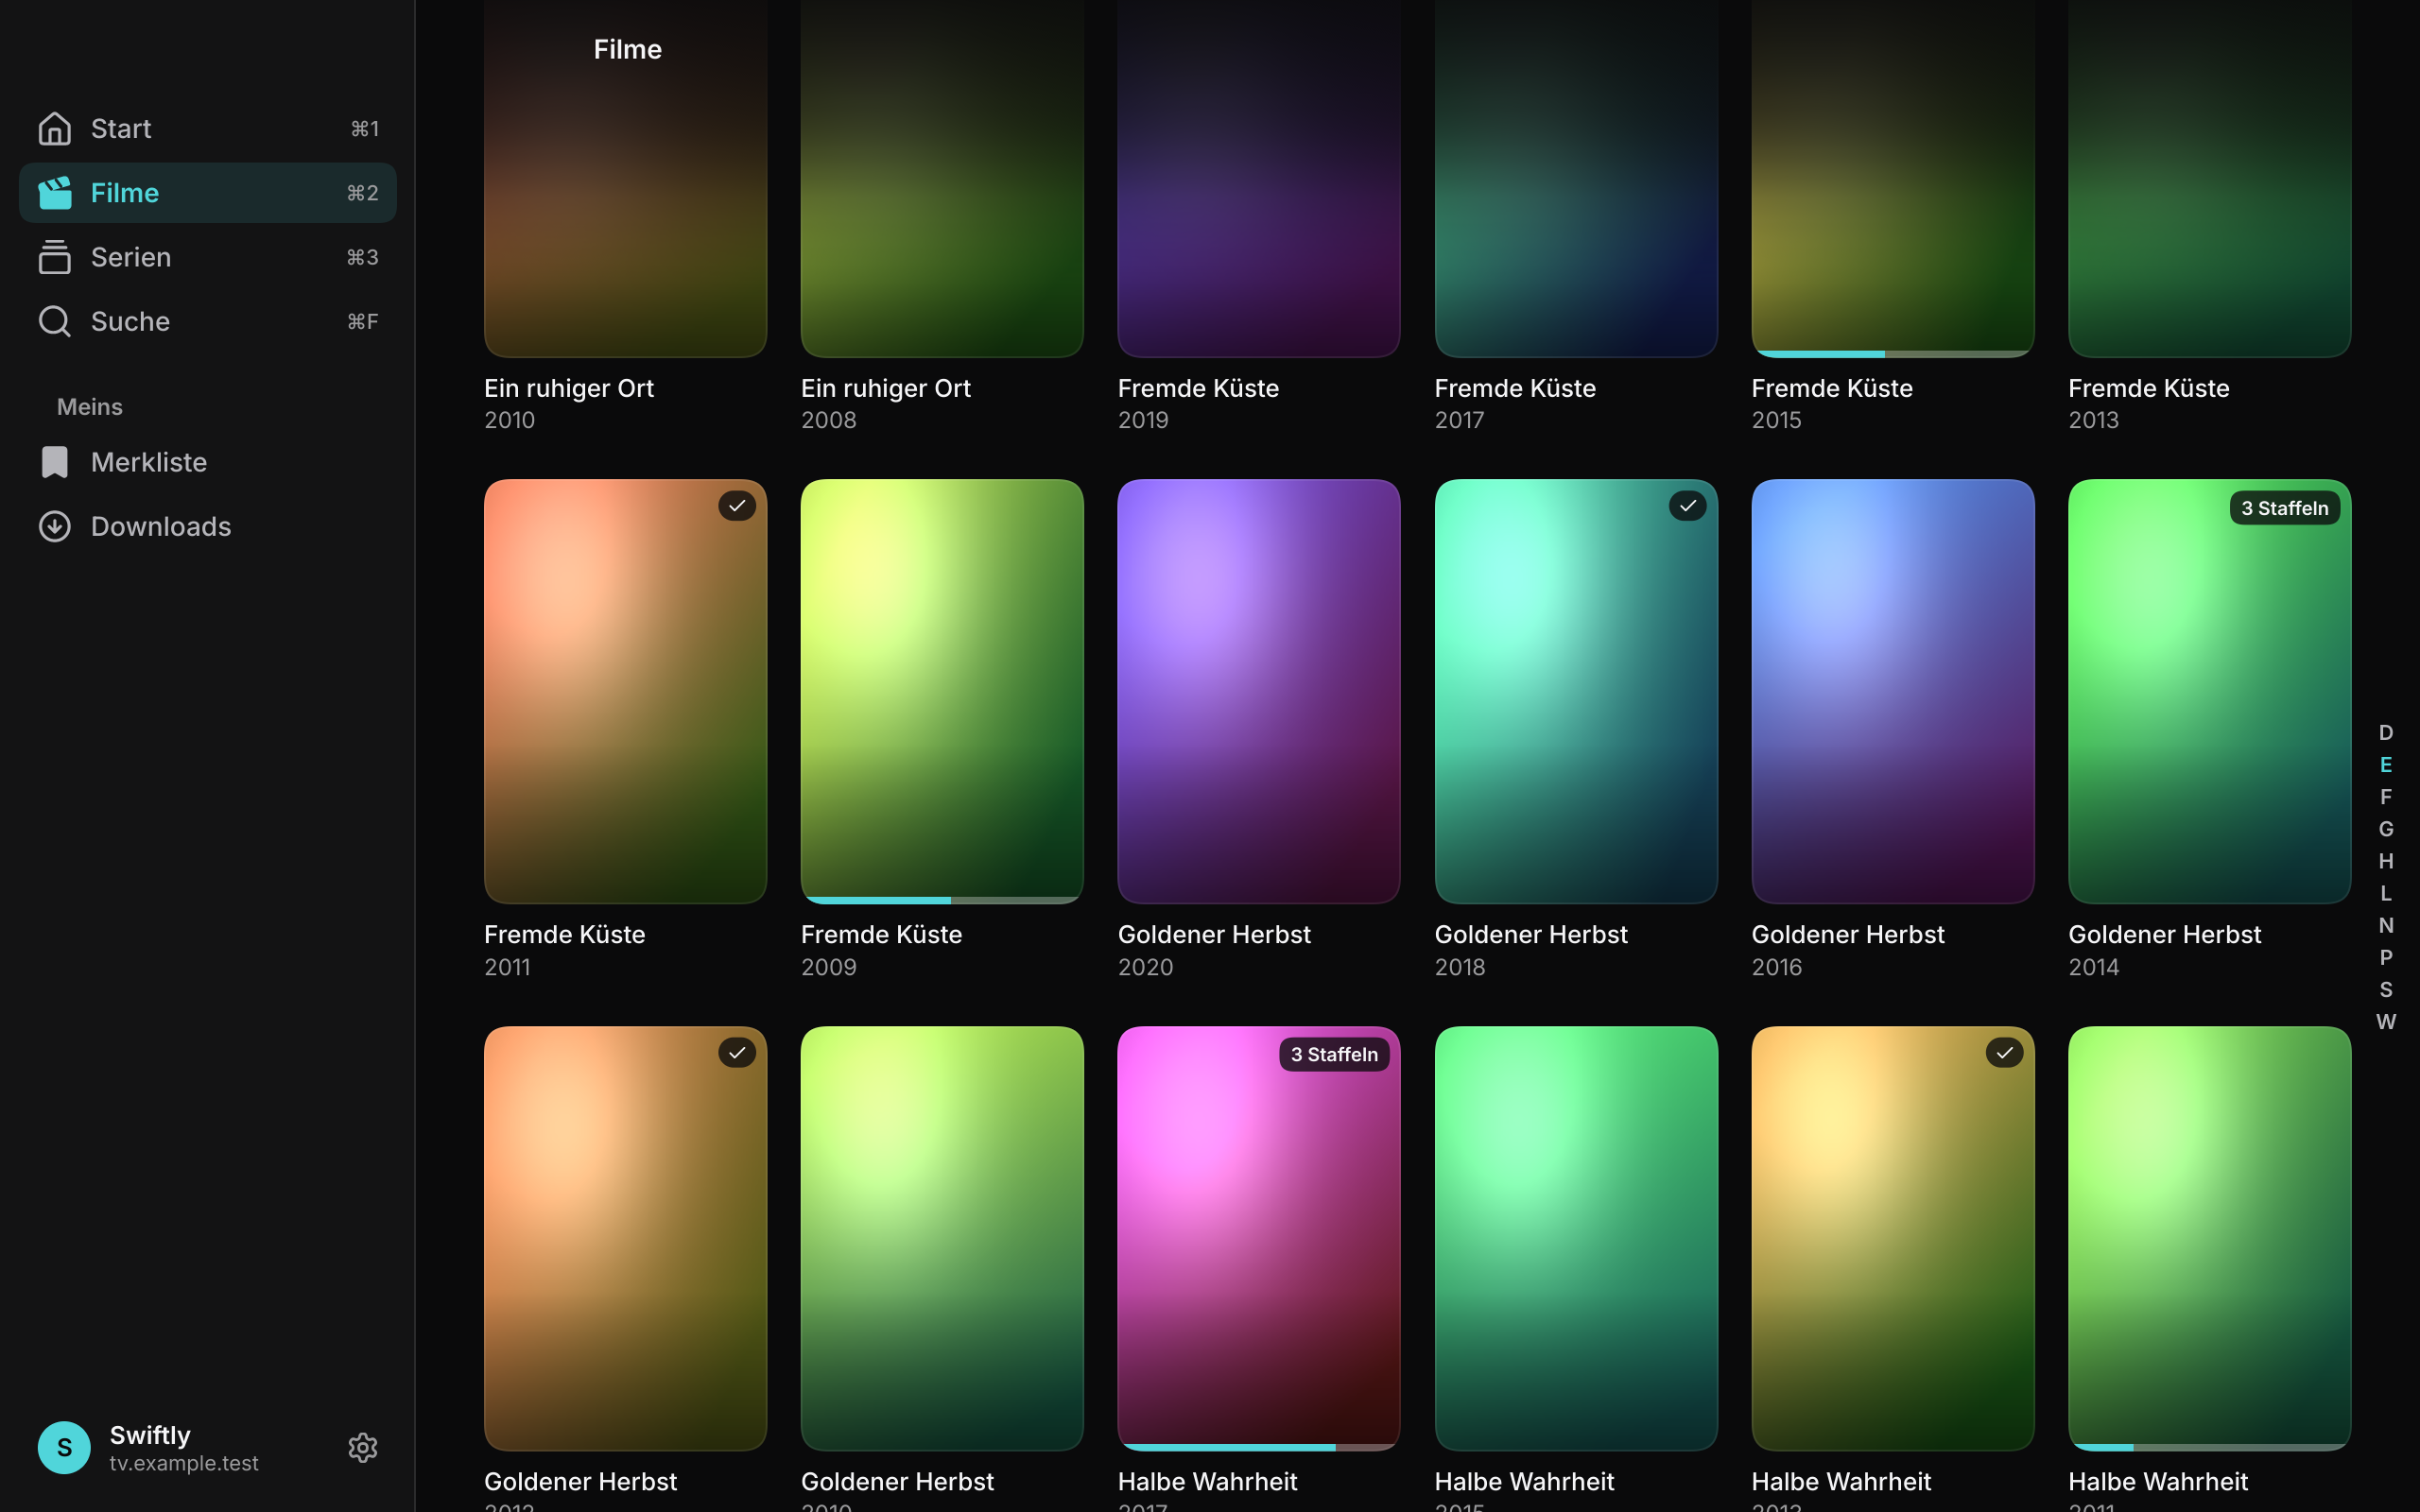 Start ⌘1
Filme ⌘2
Serien ⌘3
Suche ⌘F
Meins
Merkliste
Downloads
S
Swiftly
tv.example.test
Filme
Ein ruhiger Ort
2010
Ein ruhiger Ort
2008
Fremde Küste
2019
Fremde Küste
2017
Fremde Küste
2015
Fremde Küste
2013
Fremde Küste
2011
Fremde Küste
2009
Goldener Herbst
2020
Goldener Herbst
2018
Goldener Herbst
2016
3 Staffeln
Goldener Herbst
2014
Goldener Herbst
Goldener Herbst
3 Staffeln
Halbe Wahrheit
Halbe Wahrheit
Halbe Wahrheit
Halbe Wahrheit
D
E
F
G
H
L
N
P
S
W